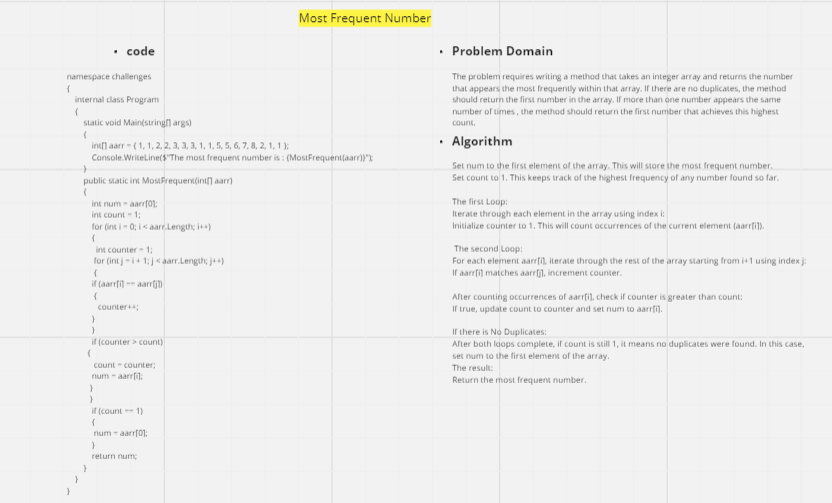 Most Frequent Number
• code
namespace challenges
{
internal class Program
{
static void Main(string[] args)
{
int[] aarr = { 1, 1, 2, 2, 3, 3, 3, 1, 1, 5, 5, 6, 7, 8, 2, 1, 1 };
Console.WriteLine($"The most frequent number is : {MostFrequent(aarr)}");
}
public static int MostFrequent(int[] aarr)
{
int num = aarr[0];
int count = 1;
for (int i = 0; i < aarr.Length; i++)
{
int counter = 1;
for (int j = i + 1; j < aarr.Length; j++)
{
if (aarr[i] == aarr[j])
{
counter++;
}
}
if (counter > count)
{
count = counter;
num = aarr[i];
}
}
if (count == 1)
{
num = aarr[0];
}
return num;
}
}
}
• Problem Domain
The problem requires writing a method that takes an integer array and returns the number
that appears the most frequently within that array. If there are no duplicates, the method
should return the first number in the array. If more than one number appears the same
number of times , the method should return the first number that achieves this highest
count.
• Algorithm
Set num to the first element of the array. This will store the most frequent number.
Set count to 1. This keeps track of the highest frequency of any number found so far.
The first Loop:
Iterate through each element in the array using index i:
Initialize counter to 1. This will count occurrences of the current element (aarr[i]).
The second Loop:
For each element aarr[i], iterate through the rest of the array starting from i+1 using index j:
If aarr[i] matches aarr[j], increment counter.
After counting occurrences of aarr[i], check if counter is greater than count:
If true, update count to counter and set num to aarr[i].
If there is No Duplicates:
After both loops complete, if count is still 1, it means no duplicates were found. In this case,
set num to the first element of the array.
The result:
Return the most frequent number.